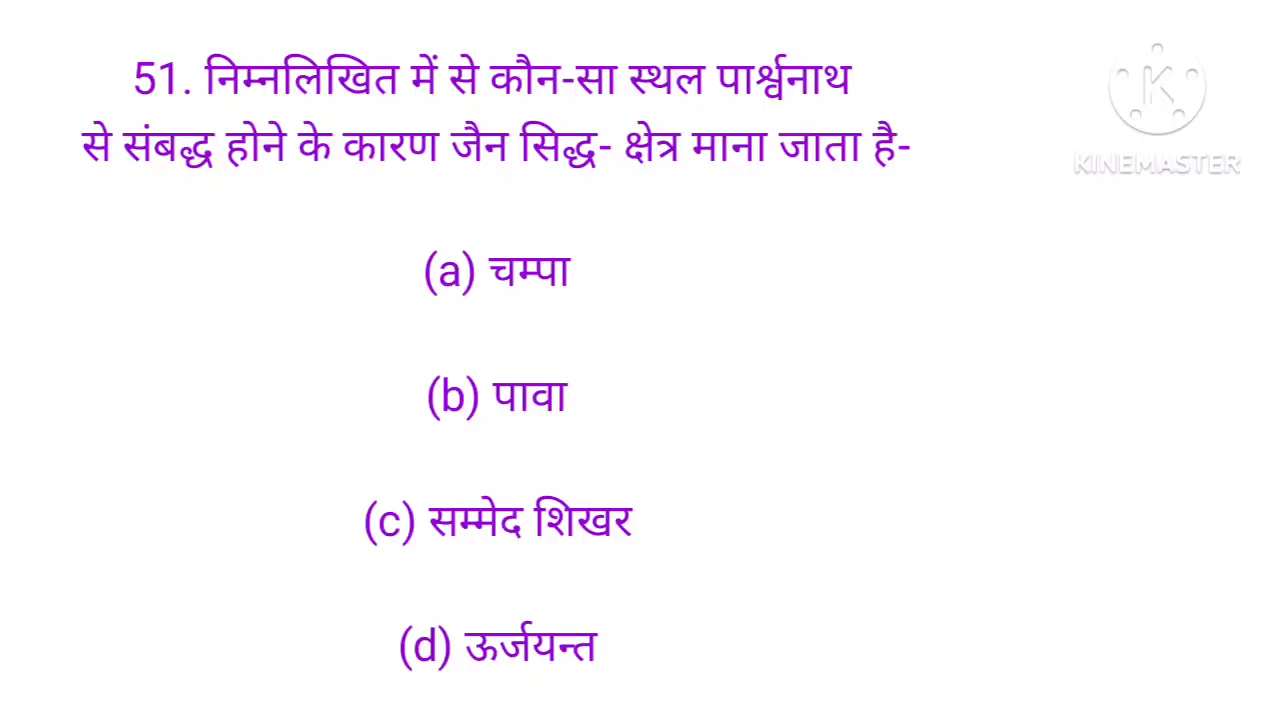 51. निम्नलिखित में से कौन-सा स्थल पार्श्वनाथ
से संबद्ध होने के कारण जैन सिद्ध- क्षेत्र माना जाता है-
(a) चम्पा
(b) पावा
(c) सम्मेद शिखर
(d) ऊर्जयन्त
K
KINEMASTER